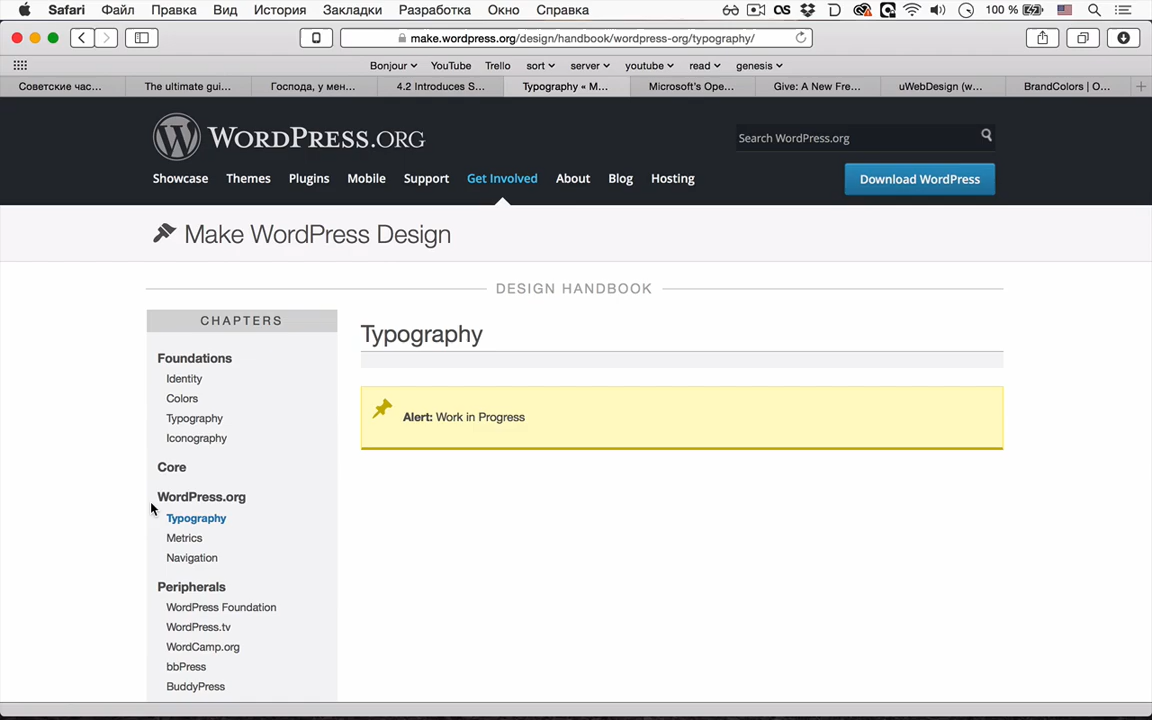 Safari Файл Правка Вид История Закладки Разработка Окно Справка 100 %
make.wordpress.org/design/handbook/wordpress-org/typography/
Bonjour YouTube Trello sort server youtube read genesis
Советские час... The ultimate gui... Господа, у мен... 4.2 Introduces S... Typography « M... Microsoft's Ope... Give: A New Fre... uWebDesign (w... BrandColors | O...
WORDPRESS.ORG
Search WordPress.org
Showcase Themes Plugins Mobile Support Get Involved About Blog Hosting
Download WordPress
Make WordPress Design
DESIGN HANDBOOK
CHAPTERS
Foundations
Identity
Colors
Typography
Iconography
Core
WordPress.org
Typography
Metrics
Navigation
Peripherals
WordPress Foundation
WordPress.tv
WordCamp.org
bbPress
BuddyPress
Typography
Alert: Work in Progress